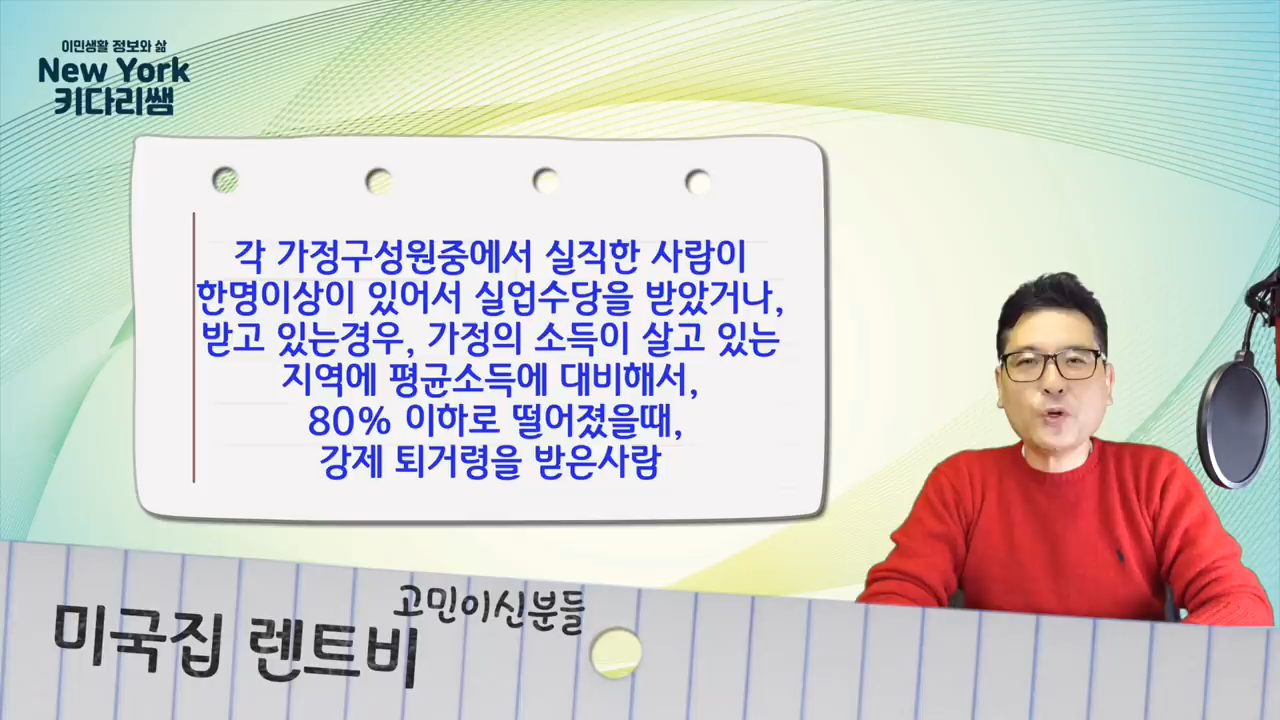 이민생활 정보와 삶
New York
키다리쌤
각 가정구성원중에서 실직한 사람이
한명이상이 있어서 실업수당을 받았거나,
받고 있는경우, 가정의 소득이 살고 있는
지역에 평균소득에 대비해서,
80% 이하로 떨어졌을때,
강제 퇴거령을 받은사람
고민이신분들
미국집 렌트비